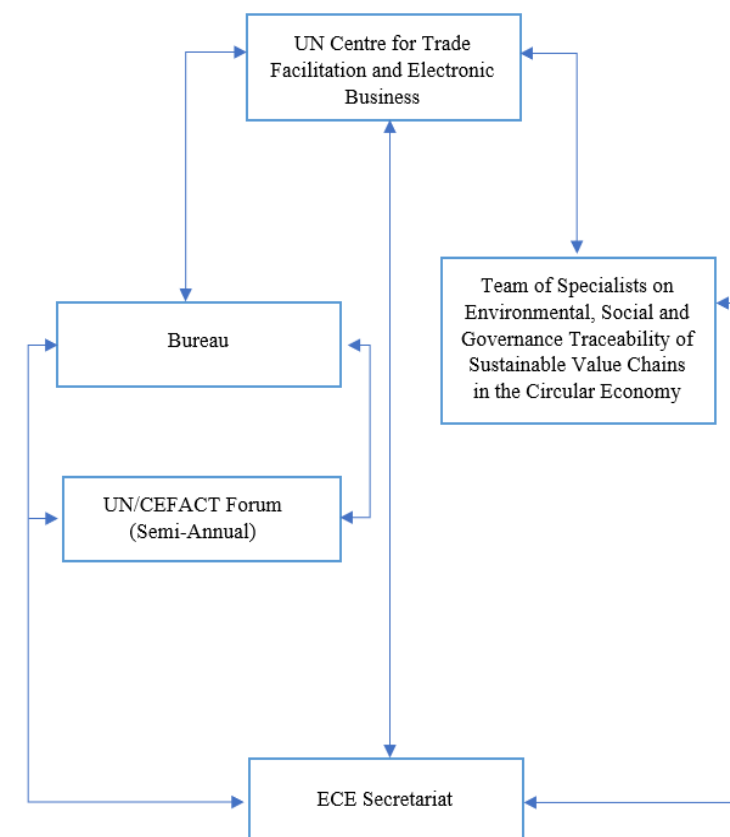 UN Centre for Trade
Facilitation and Electronic
Business
Team of Specialists on
Environmental, Social and
Governance Traceability of
Sustainable Value Chains
in the Circular Economy
Bureau
UN/CEFACT Forum
(Semi-Annual)
ECE Secretariat